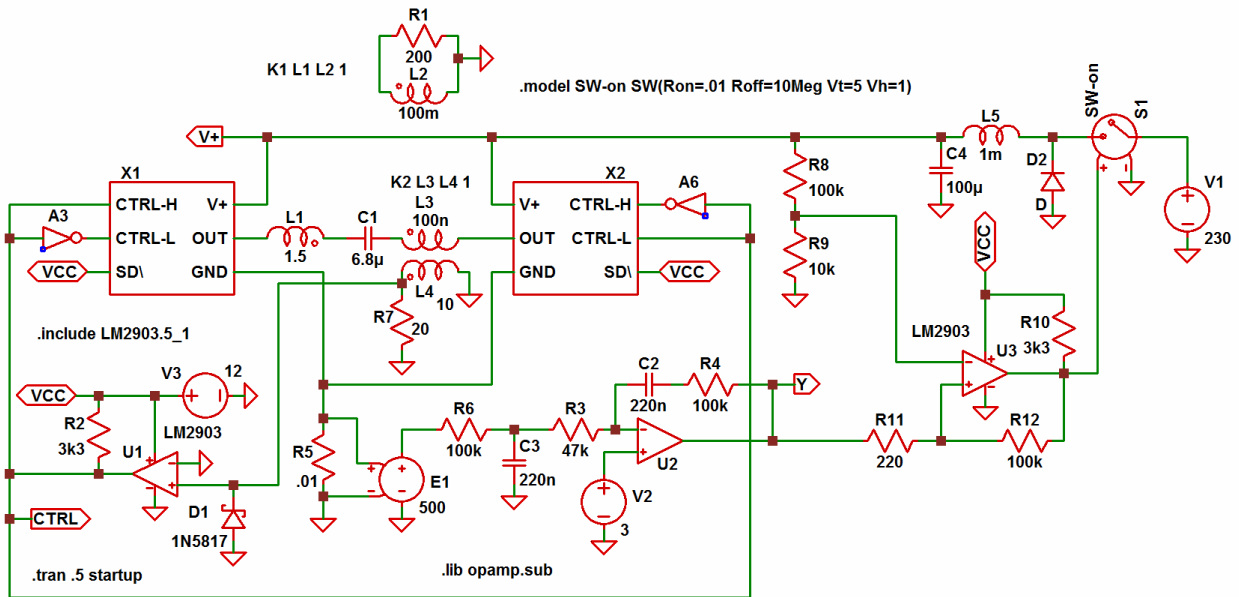 R1
200
L2
100m
K1 L1 L2 1
.model SW-on SW(Ron=.01 Roff=10Meg Vt=5 Vh=1)
SW-on
S1
V+
L5
1m
D2
D
C4
100µ
V1
230
R8
100k
R9
10k
X1
CTRL-H
V+
CTRL-L
OUT
SD\
GND
A3
VCC
L1
1.5
C1
6.8µ
K2 L3 L4 1
L3
100n
L4
10
R7
20
X2
V+
CTRL-H
OUT
CTRL-L
GND
SD\
A6
VCC
VCC
LM2903
U3
R10
3k3
R11
220
R12
100k
.include LM2903.5_1
VCC
V3
12
R2
3k3
LM2903
U1
CTRL
D1
1N5817
R5
.01
E1
500
R6
100k
C3
220n
R3
47k
C2
220n
R4
100k
U2
V2
3
Y
.tran .5 startup
.lib opamp.sub